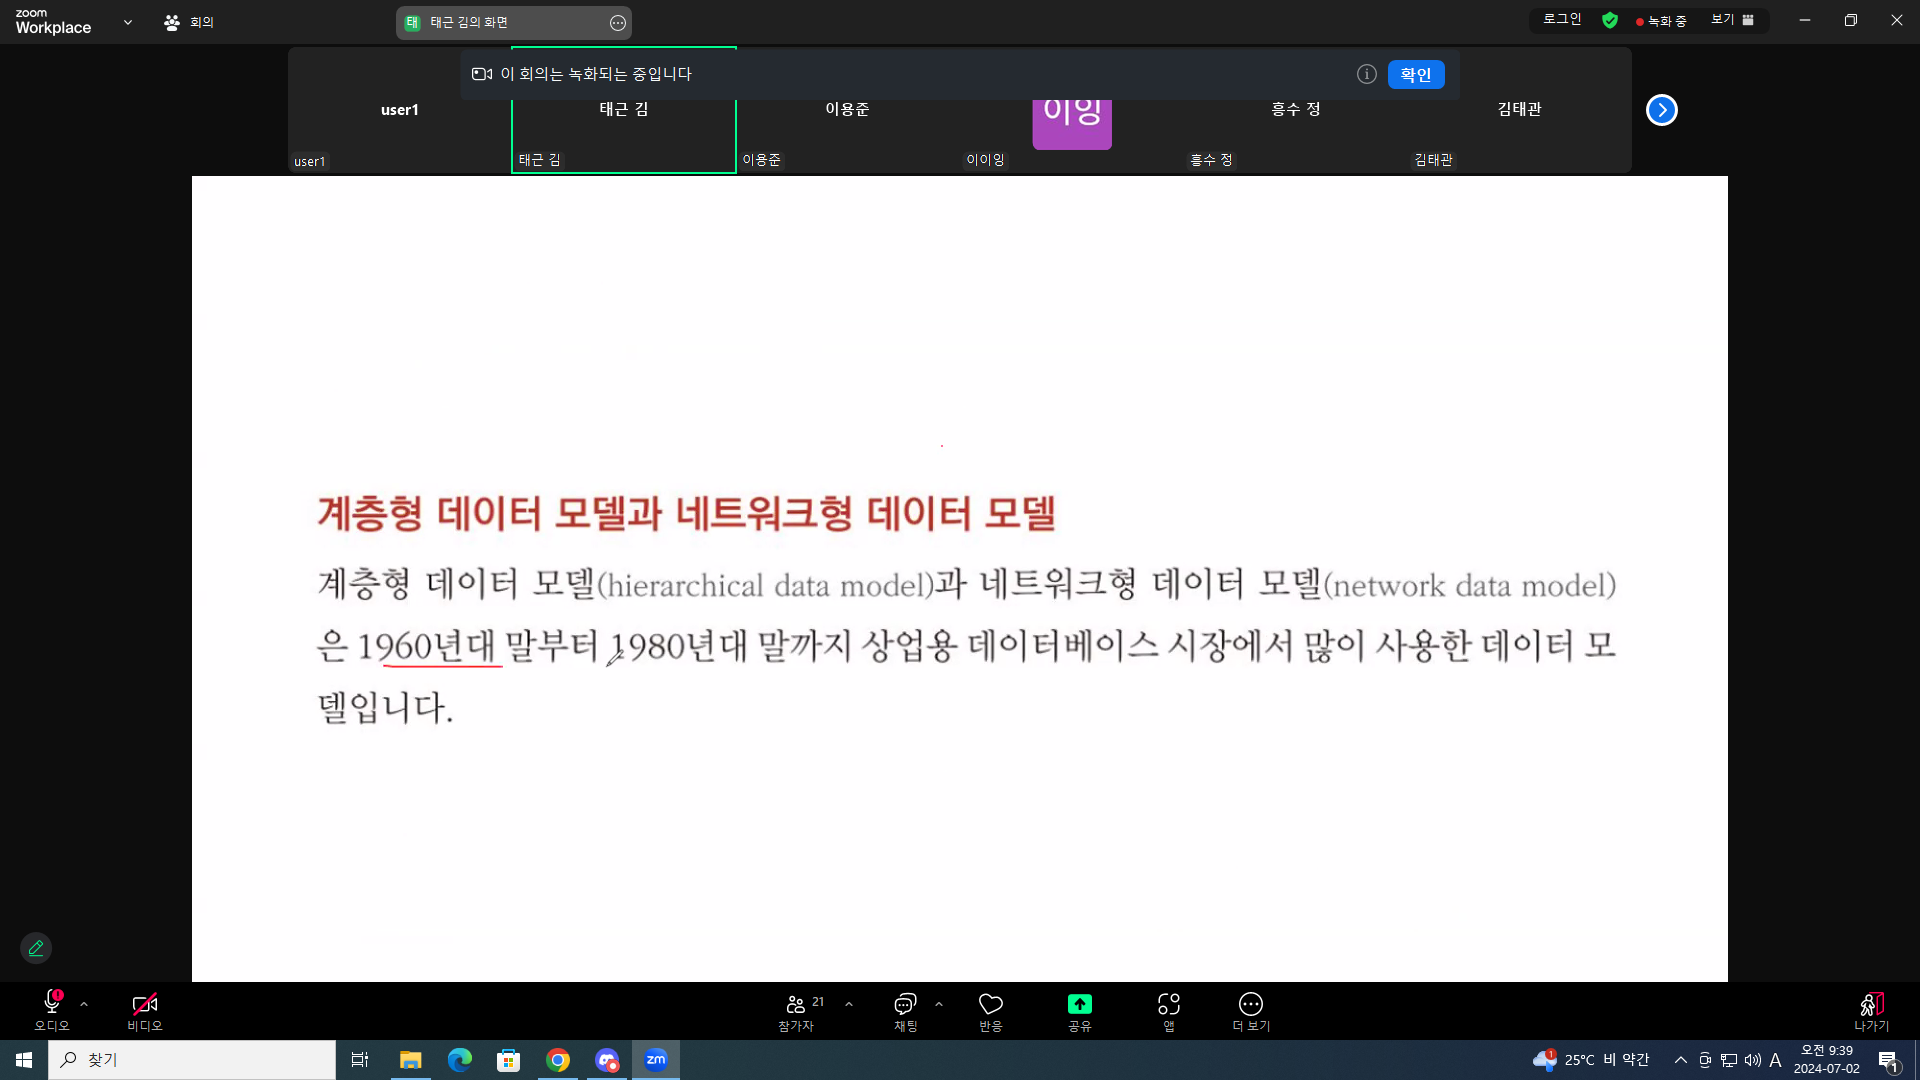 zoom
Workplace
회의
태 태근 김의 화면
로그인
녹화 중
보기
이 회의는 녹화되는 중입니다
확인
user1
태근 김
이용준
이잉
흥수 정
김태관
user1
태근 김
이용준
이이잉
흥수 정
김태관
계층형 데이터 모델과 네트워크형 데이터 모델
계층형 데이터 모델(hierarchical data model)과 네트워크형 데이터 모델(network data model)
은 1960년대 말부터 1980년대 말까지 상업용 데이터베이스 시장에서 많이 사용한 데이터 모
델입니다.
오디오
비디오
21
참가자
채팅
반응
공유
앱
더 보기
나가기
찾기
zm
1
25°C 비 약간
A
오전 9:39
2024-07-02
1